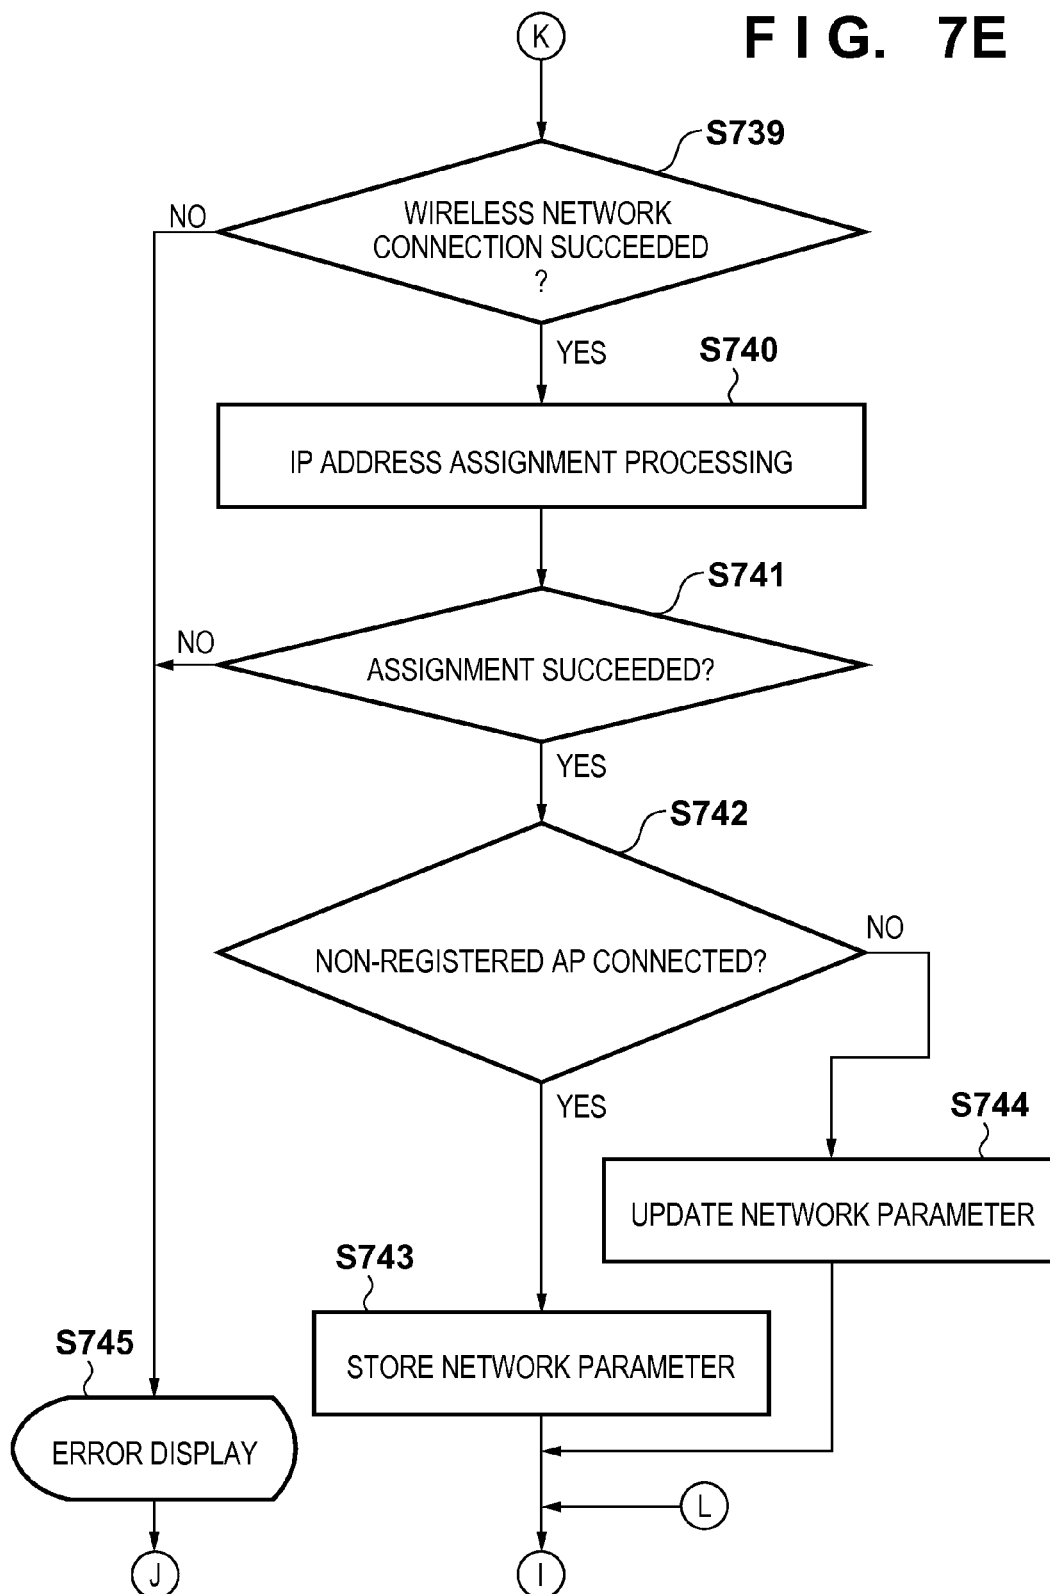 K
FIG. 7E
S739
WIRELESS NETWORK
CONNECTION SUCCEEDED
?
NO
YES
S740
IP ADDRESS ASSIGNMENT PROCESSING
S741
NO
ASSIGNMENT SUCCEEDED?
YES
S742
NON-REGISTERED AP CONNECTED?
NO
YES
S744
UPDATE NETWORK PARAMETER
S743
STORE NETWORK PARAMETER
S745
ERROR DISPLAY
L
J
I